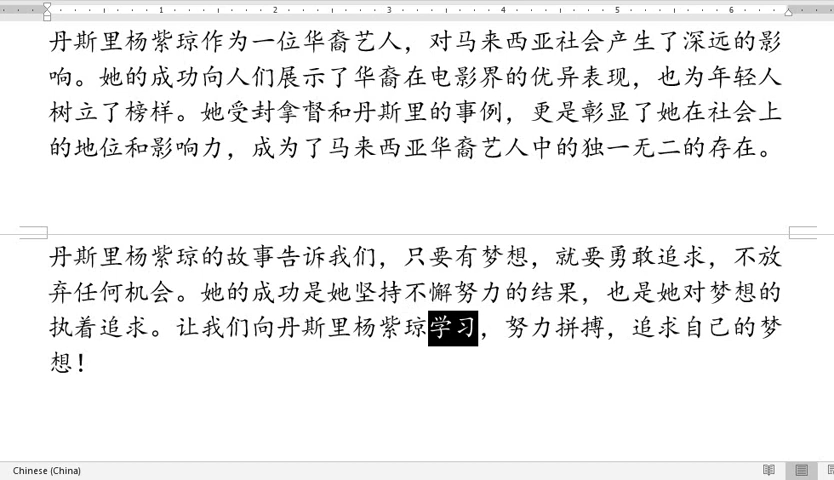 1 2 3 4 5 6
丹斯里杨紫琼作为一位华裔艺人，对马来西亚社会产生了深远的影
响。她的成功向人们展示了华裔在电影界的优异表现，也为年轻人
树立了榜样。她受封拿督和丹斯里的事例，更是彰显了她在社会上
的地位和影响力，成为了马来西亚华裔艺人中的独一无二的存在。
丹斯里杨紫琼的故事告诉我们，只要有梦想，就要勇敢追求，不放
弃任何机会。她的成功是她坚持不懈努力的结果，也是她对梦想的
执着追求。让我们向丹斯里杨紫琼学习，努力拼搏，追求自己的梦
想！
Chinese (China)